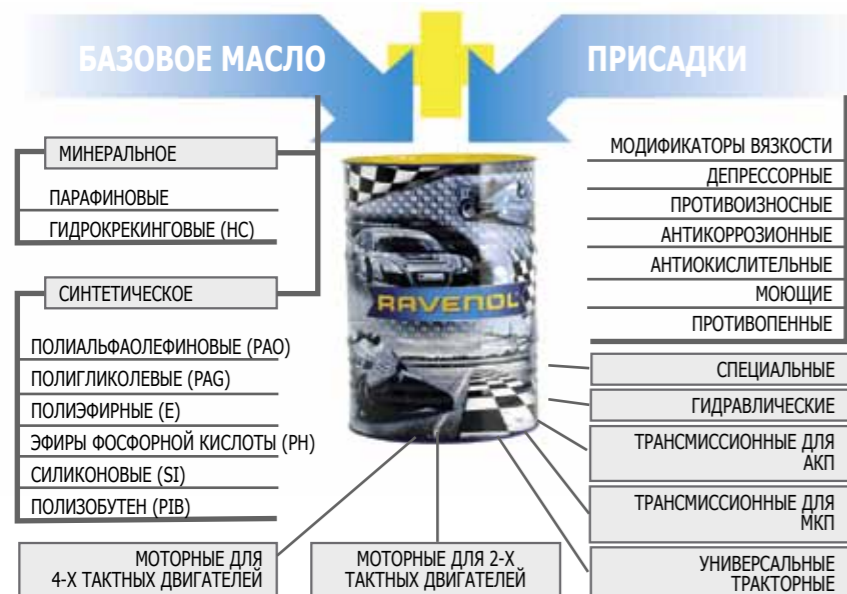 БАЗОВОЕ МАСЛО
ПРИСАДКИ
МИНЕРАЛЬНОЕ
ПАРАФИНОВЫЕ
ГИДРОКРЕКИНГОВЫЕ (HC)
СИНТЕТИЧЕСКОЕ
ПОЛИАЛЬФАОЛЕФИНОВЫЕ (PAO)
ПОЛИГЛИКОЛЕВЫЕ (PAG)
ПОЛИЭФИРНЫЕ (E)
ЭФИРЫ ФОСФОРНОЙ КИСЛОТЫ (PH)
СИЛИКОНОВЫЕ (SI)
ПОЛИЗОБУТЕН (PIB)
RAVENOL
МОДИФИКАТОРЫ ВЯЗКОСТИ
ДЕПРЕССОРНЫЕ
ПРОТИВОИЗНОСНЫЕ
АНТИКОРРОЗИОННЫЕ
АНТИОКИСЛИТЕЛЬНЫЕ
МОЮЩИЕ
ПРОТИВОПЕННЫЕ
СПЕЦИАЛЬНЫЕ
ГИДРАВЛИЧЕСКИЕ
ТРАНСМИССИОННЫЕ ДЛЯ
АКП
ТРАНСМИССИОННЫЕ ДЛЯ
МКП
УНИВЕРСАЛЬНЫЕ
ТРАКТОРНЫЕ
МОТОРНЫЕ ДЛЯ
4-Х ТАКТНЫХ ДВИГАТЕЛЕЙ
МОТОРНЫЕ ДЛЯ 2-Х
ТАКТНЫХ ДВИГАТЕЛЕЙ